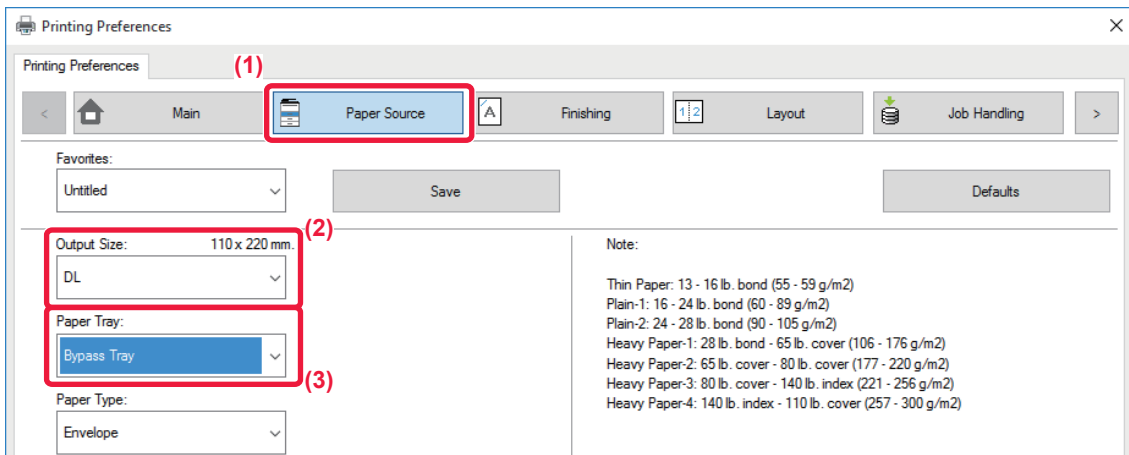 Printing Preferences
Printing Preferences
(1)
< Main Paper Source A Finishing 1 2 Layout Job Handling >
Favorites:
Untitled Save Defaults
(2)
Output Size: 110 x 220 mm.
DL
Paper Tray:
Bypass Tray
(3)
Paper Type:
Envelope
Note:
Thin Paper: 13 - 16 lb. bond (55 - 59 g/m2)
Plain-1: 16 - 24 lb. bond (60 - 89 g/m2)
Plain-2: 24 - 28 lb. bond (90 - 105 g/m2)
Heavy Paper-1: 28 lb. bond - 65 lb. cover (106 - 176 g/m2)
Heavy Paper-2: 65 lb. cover - 80 lb. cover (177 - 220 g/m2)
Heavy Paper-3: 80 lb. cover - 140 lb. index (221 - 256 g/m2)
Heavy Paper-4: 140 lb. index - 110 lb. cover (257 - 300 g/m2)